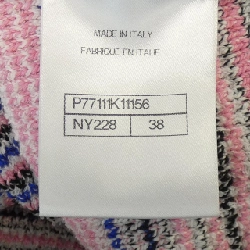 MADE IN ITALY
FABRIQUÉ EN ITALIE
P77111K11156
NY228 38